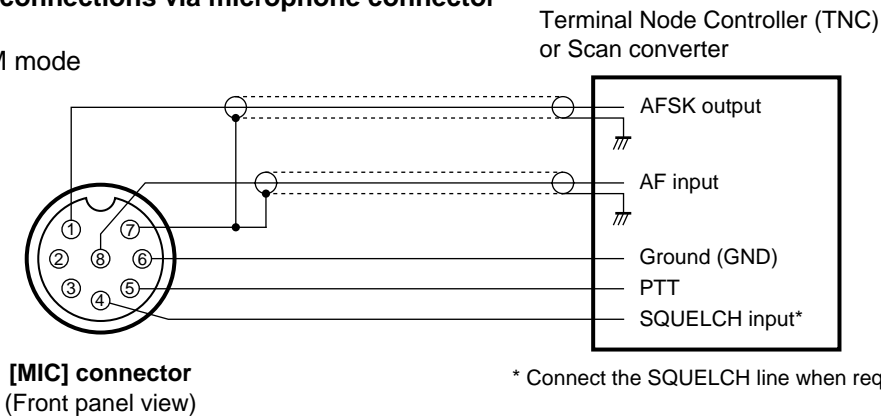 connections via microphone connector
M mode
Terminal Node Controller (TNC)
or Scan converter
AFSK output
AF input
Ground (GND)
PTT
SQUELCH input*
1
7
2
8
6
3
5
4
[MIC] connector
(Front panel view)
* Connect the SQUELCH line when